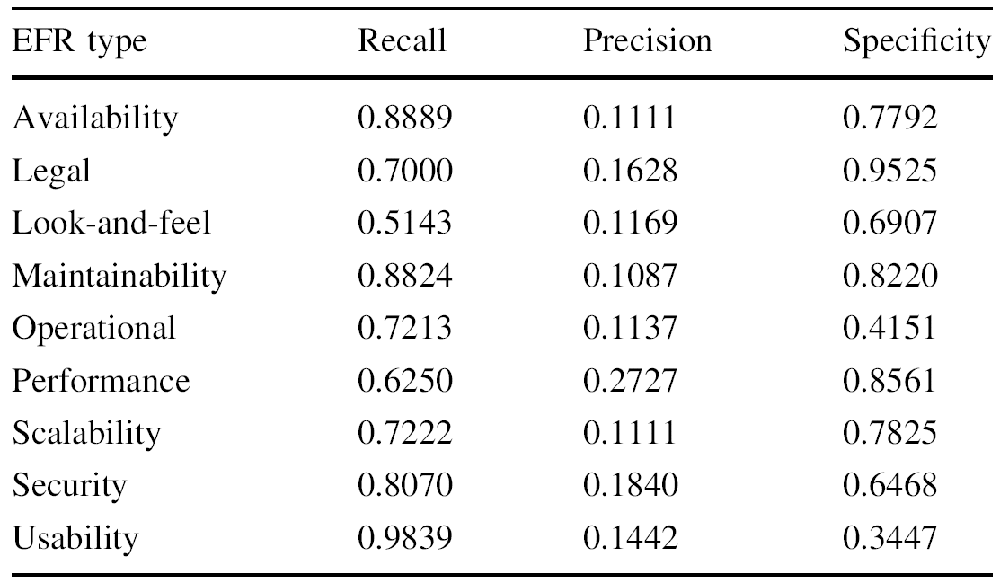 EFR type Recall Precision Specificity
Availability 0.8889 0.1111 0.7792
Legal 0.7000 0.1628 0.9525
Look-and-feel 0.5143 0.1169 0.6907
Maintainability 0.8824 0.1087 0.8220
Operational 0.7213 0.1137 0.4151
Performance 0.6250 0.2727 0.8561
Scalability 0.7222 0.1111 0.7825
Security 0.8070 0.1840 0.6468
Usability 0.9839 0.1442 0.3447